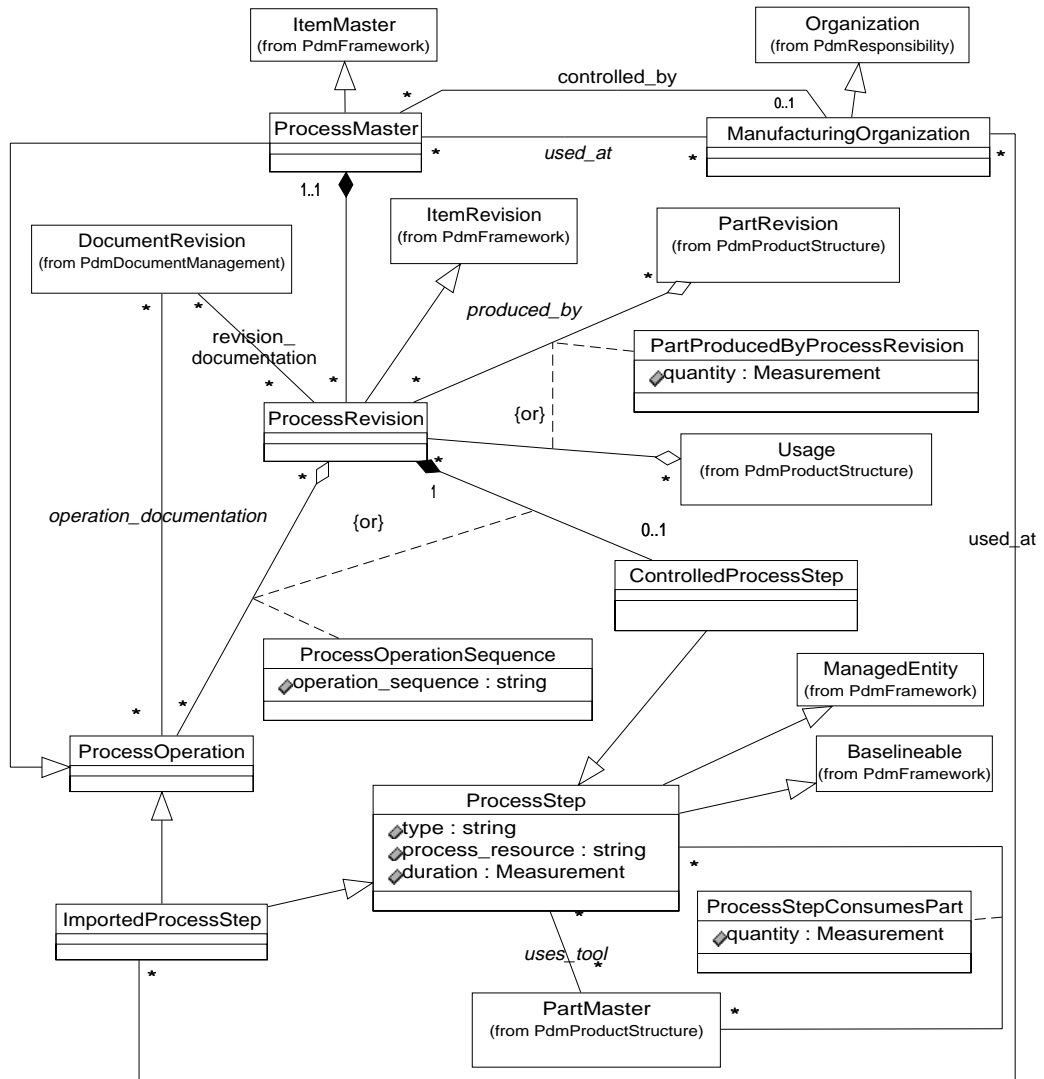 ItemMaster
(from PdmFramework)
Organization
(from PdmResponsibility)
controlled_by
*
0..1
ProcessMaster
ManufacturingOrganization
*
used_at
*
*
1..1
DocumentRevision
(from PdmDocumentManagement)
ItemRevision
(from PdmFramework)
PartRevision
(from PdmProductStructure)
*
*
*
produced_by
revision_
documentation
PartProducedByProcessRevision
quantity : Measurement
*
*
*
ProcessRevision
{or}
Usage
(from PdmProductStructure)
*
*
*
1
operation_documentation
{or}
0..1
used_at
ControlledProcessStep
ProcessOperationSequence
operation_sequence : string
ManagedEntity
(from PdmFramework)
*
*
ProcessOperation
Baselineable
(from PdmFramework)
ProcessStep
type : string
process_resource : string
duration : Measurement
*
ImportedProcessStep
ProcessStepConsumesPart
quantity : Measurement
*
uses_tool
*
*
PartMaster
(from PdmProductStructure)
*